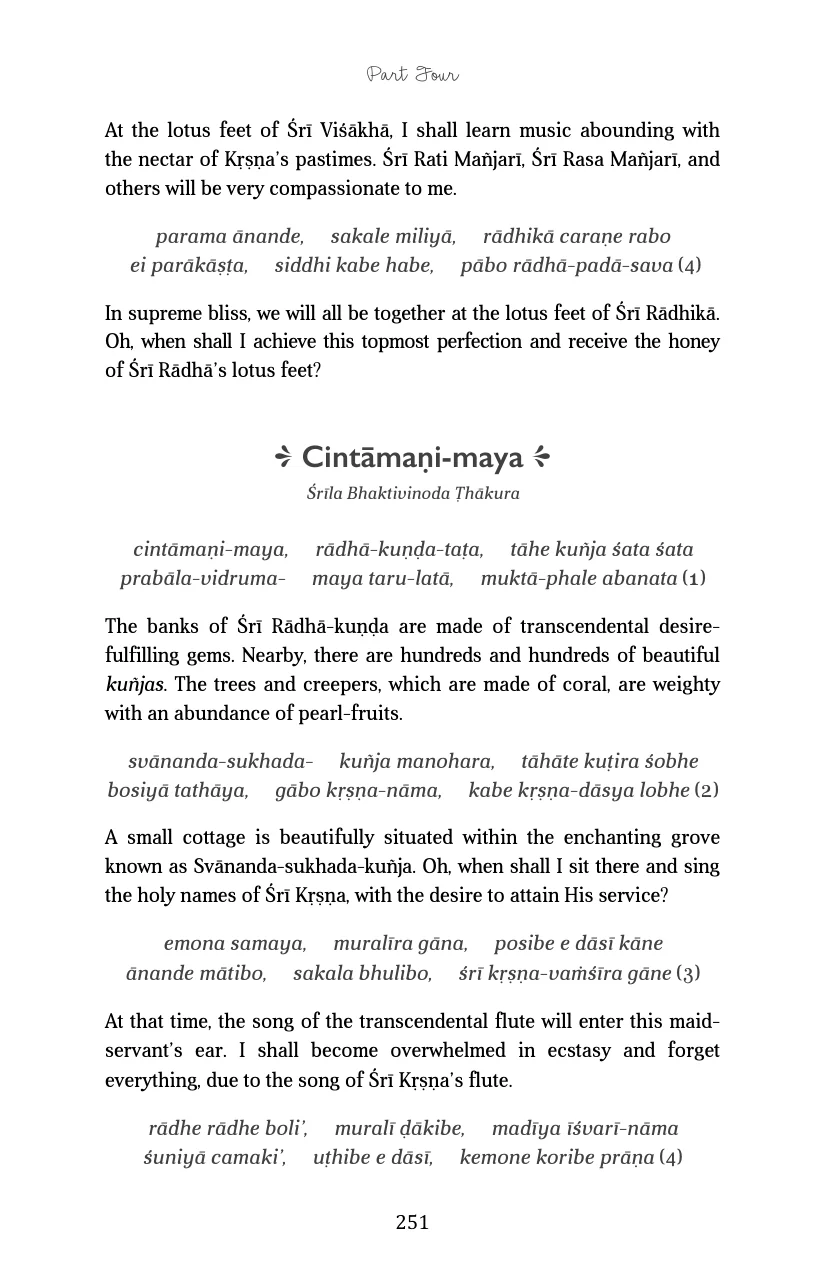 Part Four
At the lotus feet of Śrī Viśākhā, I shall learn music abounding with
the nectar of Kṛṣṇa’s pastimes. Śrī Rati Mañjarī, Śrī Rasa Mañjarī, and
others will be very compassionate to me.
parama ānande, sakale miliyā, rādhikā caraṇe rabo
ei parākāṣṭa, siddhi kabe habe, pābo rādhā-padā-sava (4)
In supreme bliss, we will all be together at the lotus feet of Śrī Rādhikā.
Oh, when shall I achieve this topmost perfection and receive the honey
of Śrī Rādhā’s lotus feet?
Cintāmaṇi-maya
Śrīla Bhaktivinoda Ṭhākura
cintāmaṇi-maya, rādhā-kuṇḍa-taṭa, tāhe kuñja śata śata
prabāla-vidruma- maya taru-latā, muktā-phale abanata (1)
The banks of Śrī Rādhā-kuṇḍa are made of transcendental desire-
fulfilling gems. Nearby, there are hundreds and hundreds of beautiful
kuñjas. The trees and creepers, which are made of coral, are weighty
with an abundance of pearl-fruits.
svānanda-sukhada- kuñja manohara, tāhāte kuṭira śobhe
bosiyā tathāya, gābo kṛṣṇa-nāma, kabe kṛṣṇa-dāsya lobhe (2)
A small cottage is beautifully situated within the enchanting grove
known as Svānanda-sukhada-kuñja. Oh, when shall I sit there and sing
the holy names of Śrī Kṛṣṇa, with the desire to attain His service?
emona samaya, muralīra gāna, posibe e dāsī kāne
ānande mātibo, sakala bhulibo, śrī kṛṣṇa-vaṁśīra gāne (3)
At that time, the song of the transcendental flute will enter this maid-
servant’s ear. I shall become overwhelmed in ecstasy and forget
everything, due to the song of Śrī Kṛṣṇa’s flute.
rādhe rādhe boli’, muralī ḍākibe, madīya īśvarī-nāma
śuniyā camaki’, uṭhibe e dāsī, kemone koribe prāṇa (4)
251